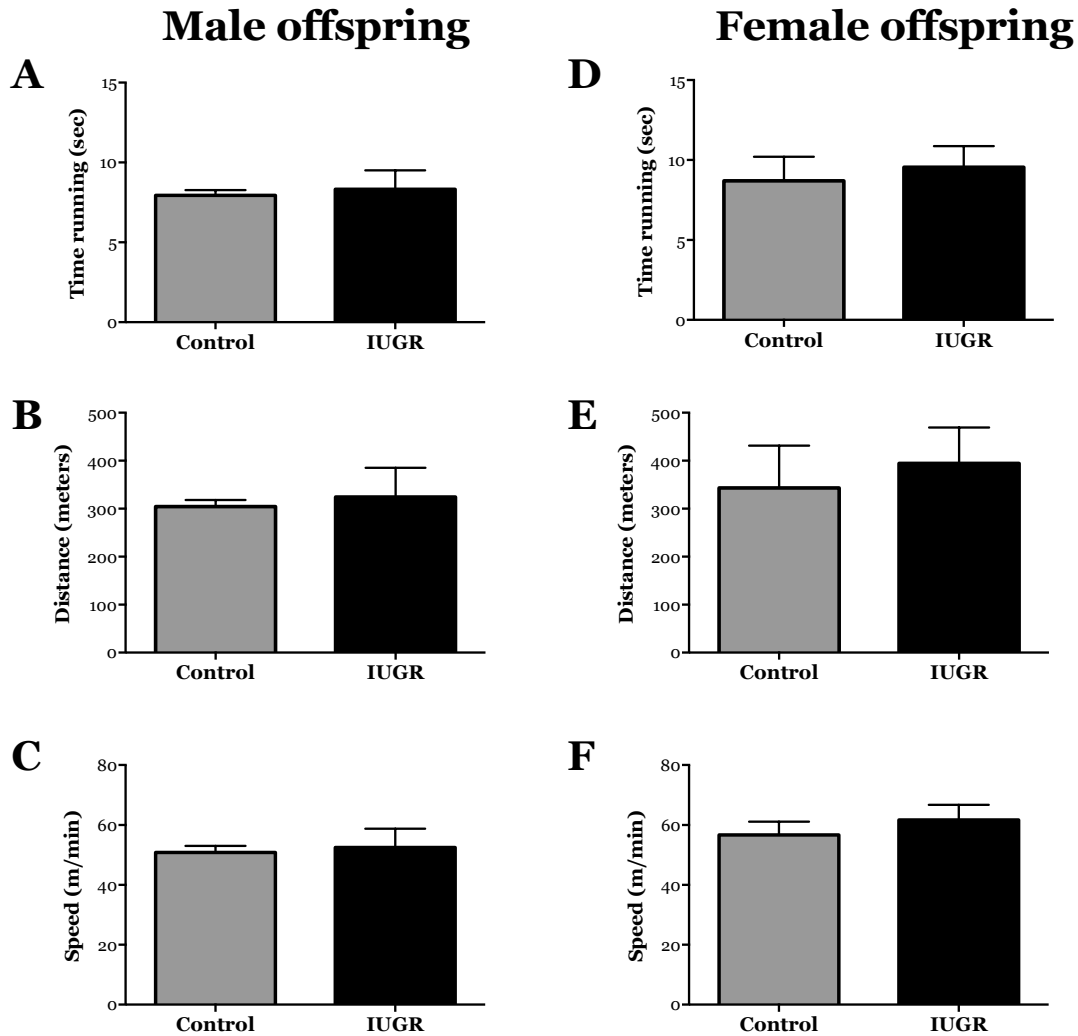 Male offspring
Female offspring
A
Time running (sec)
15
10
5
0
Control
IUGR
D
Time running (sec)
15
10
5
0
Control
IUGR
B
Distance (meters)
500
400
300
200
100
0
Control
IUGR
E
Distance (meters)
500
400
300
200
100
0
Control
IUGR
C
Speed (m/min)
80
60
40
20
0
Control
IUGR
F
Speed (m/min)
80
60
40
20
0
Control
IUGR